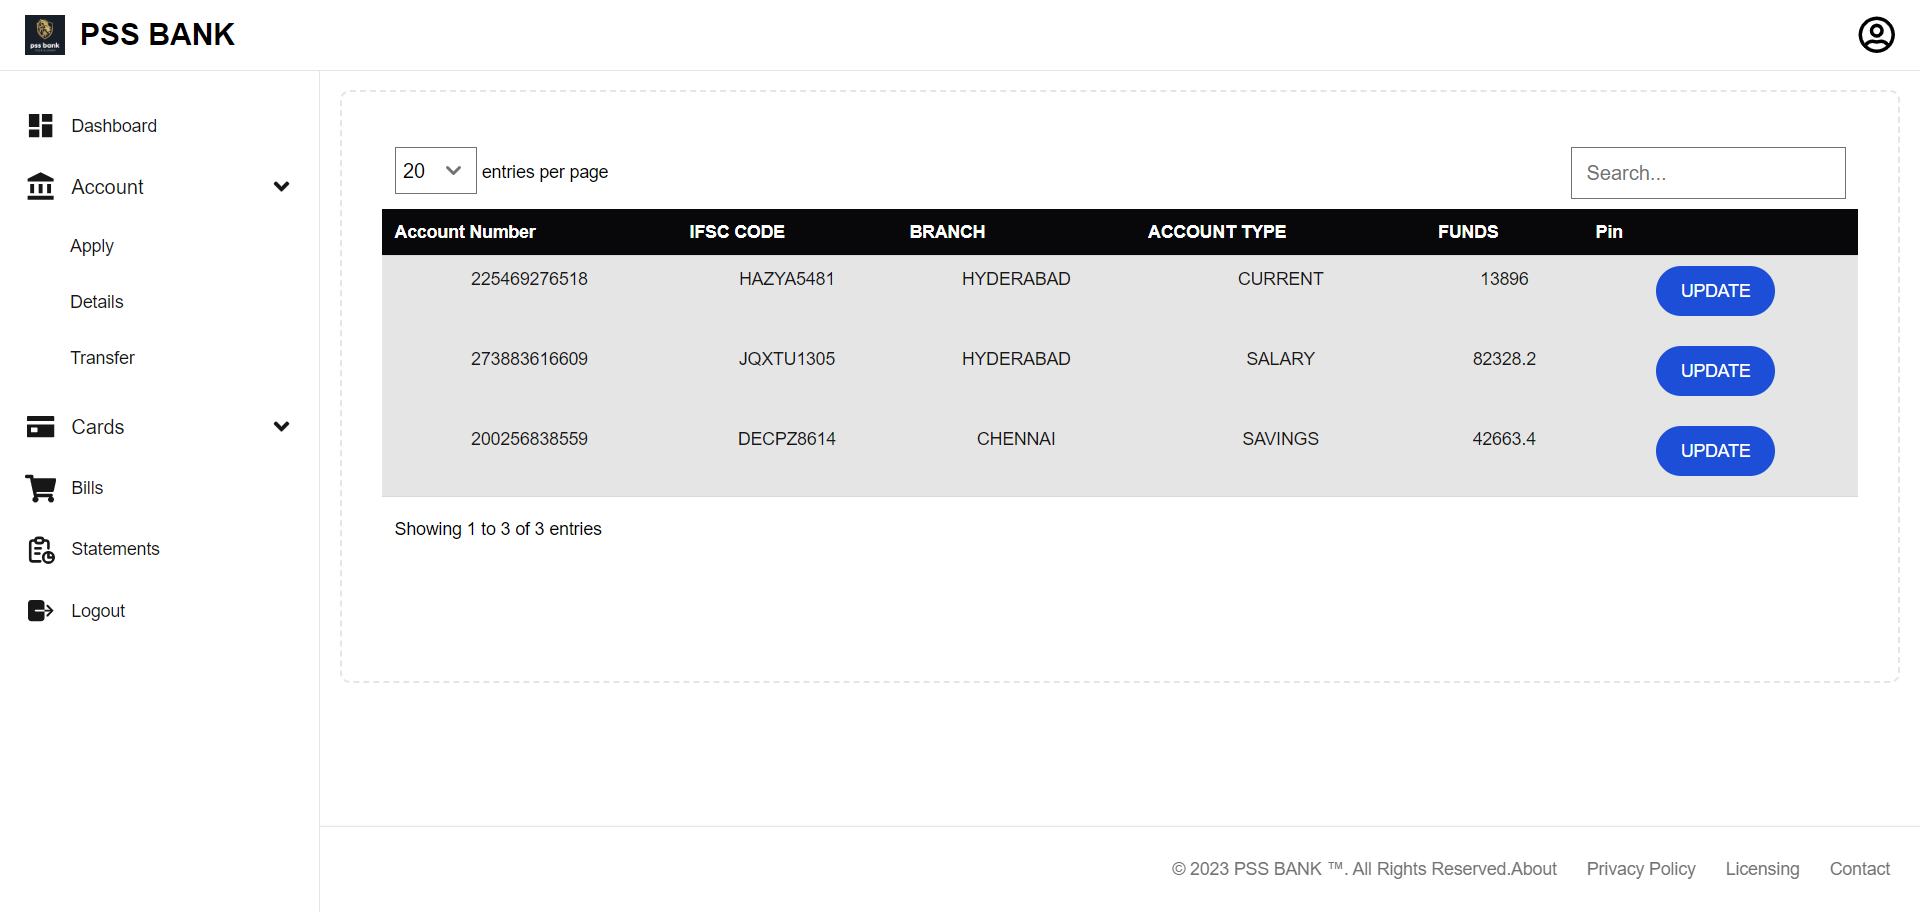 pss bank
PSS BANK
Dashboard
Account
Apply
Details
Transfer
Cards
Bills
Statements
Logout
20 entries per page
Search...
Account Number IFSC CODE BRANCH ACCOUNT TYPE FUNDS Pin
225469276518 HAZYA5481 HYDERABAD CURRENT 13896 UPDATE
273883616609 JQXTU1305 HYDERABAD SALARY 82328.2 UPDATE
200256838559 DECPZ8614 CHENNAI SAVINGS 42663.4 UPDATE
Showing 1 to 3 of 3 entries
© 2023 PSS BANK ™. All Rights Reserved.About Privacy Policy Licensing Contact